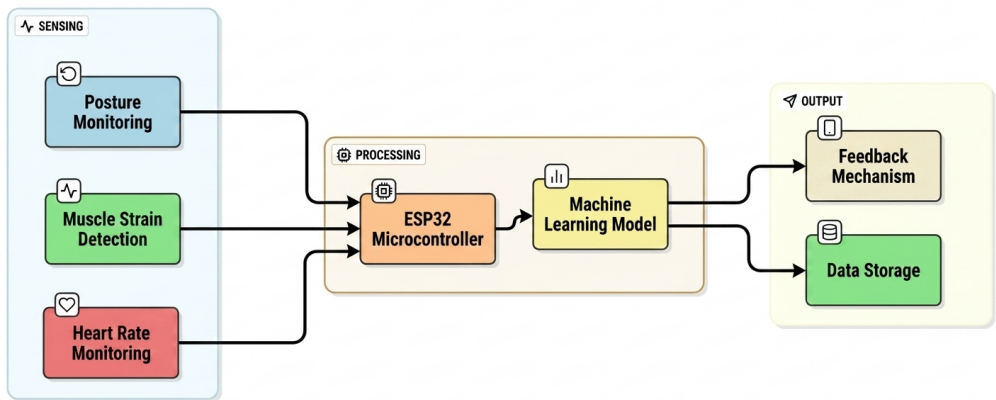 SENSING
Posture
Monitoring
Muscle Strain
Detection
Heart Rate
Monitoring
PROCESSING
ESP32
Microcontroller
Machine
Learning Model
OUTPUT
Feedback
Mechanism
Data Storage